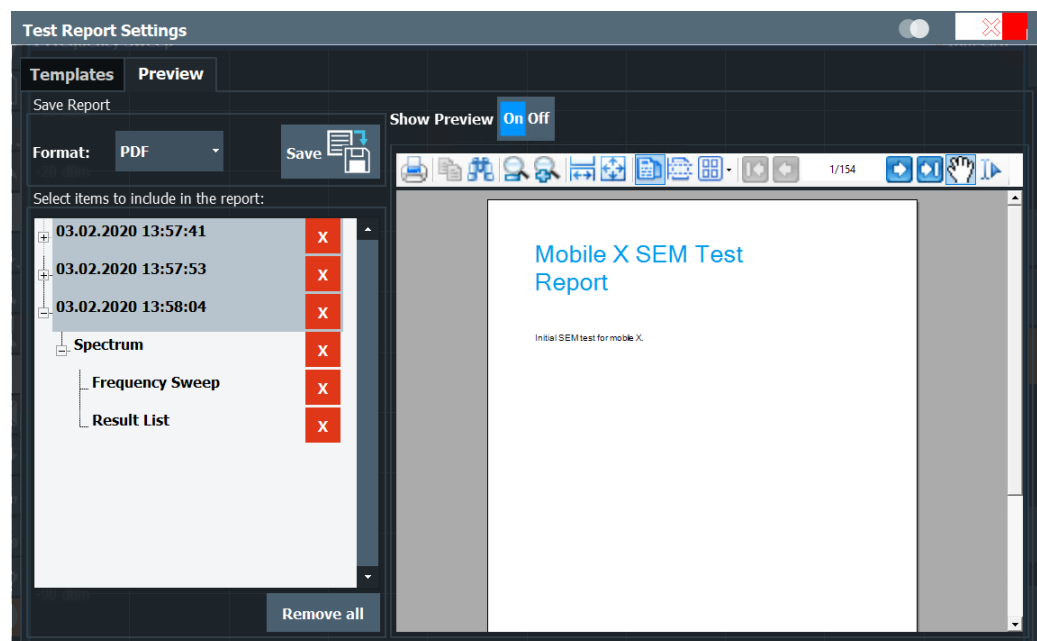 Test Report Settings
Templates Preview
Save Report
Format: PDF Save
Select items to include in the report:
03.02.2020 13:57:41 X
03.02.2020 13:57:53 X
03.02.2020 13:58:04 X
Spectrum X
Frequency Sweep X
Result List X
Remove all
Show Preview On Off
1/154
Mobile X SEM Test
Report
Initial SEM test for mobile X.